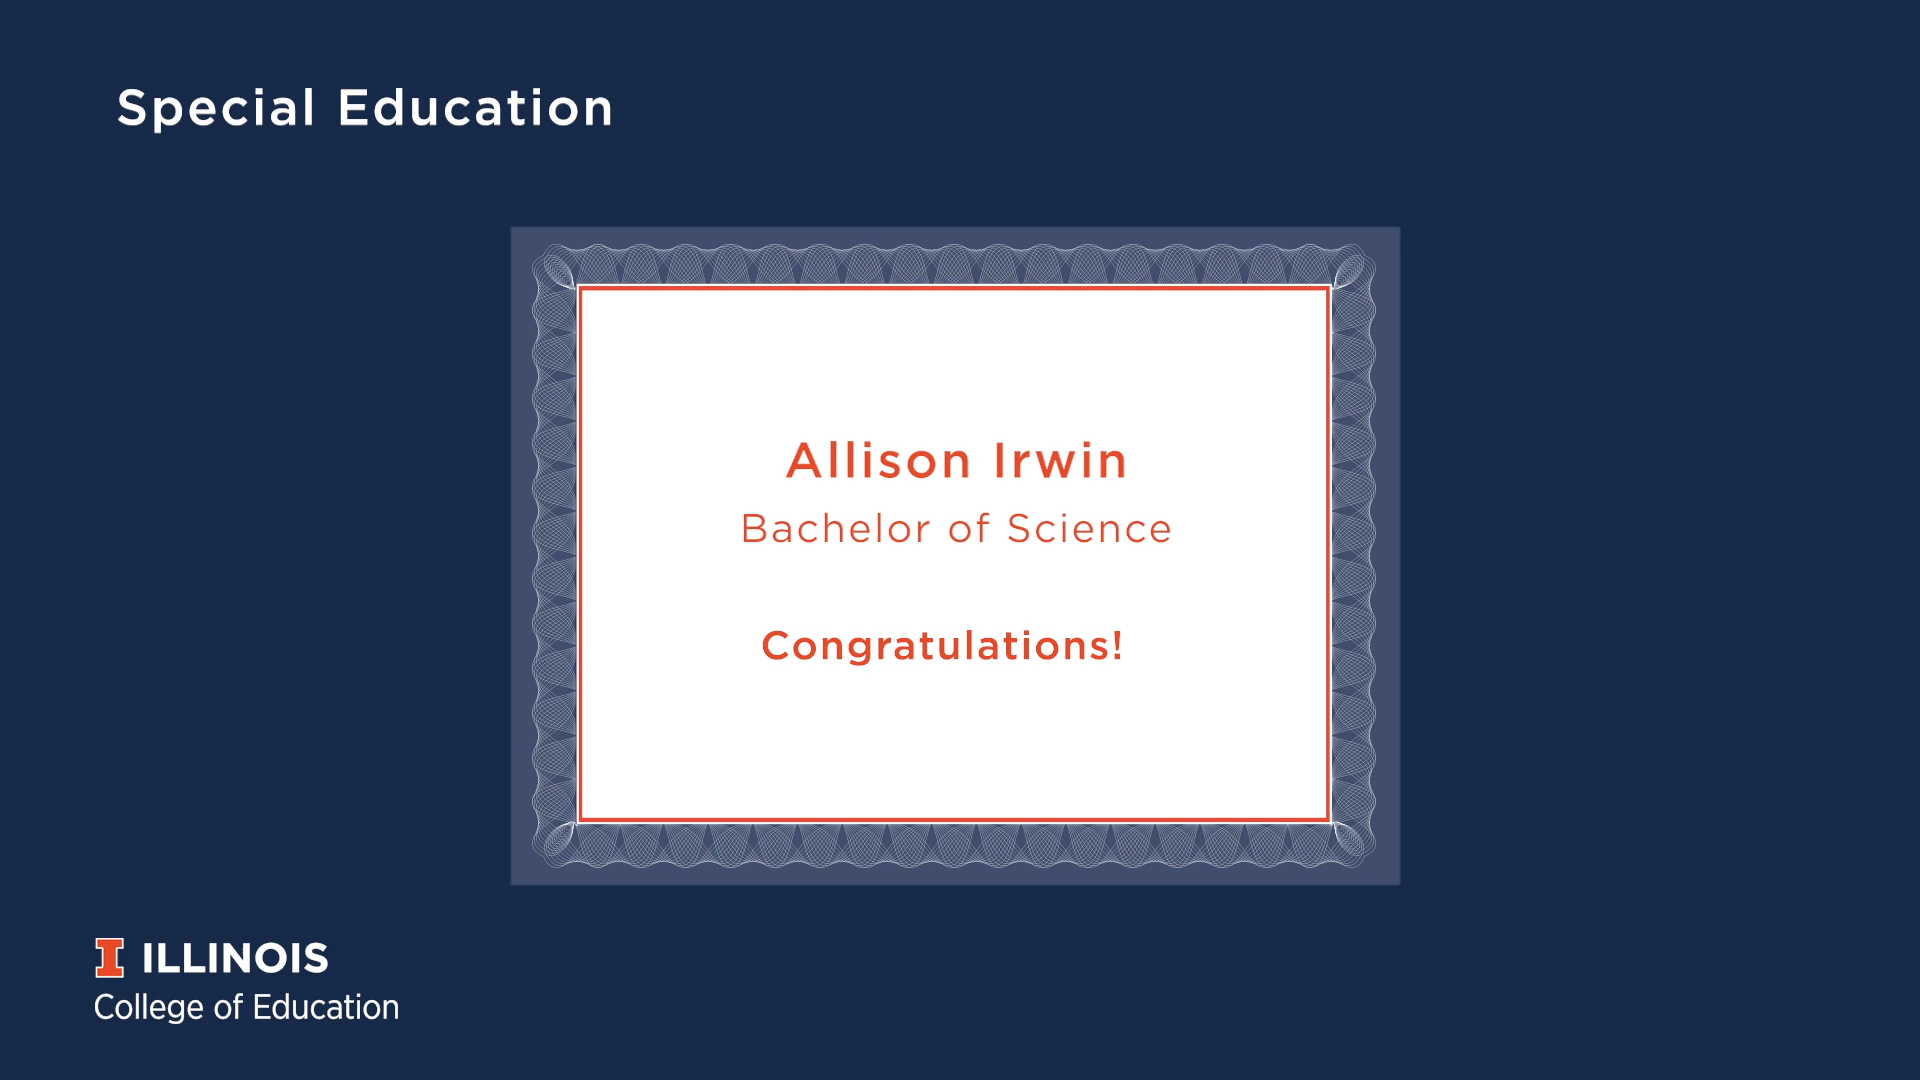 Special Education
Allison Irwin
Bachelor of Science
Congratulations!
I ILLINOIS
College of Education